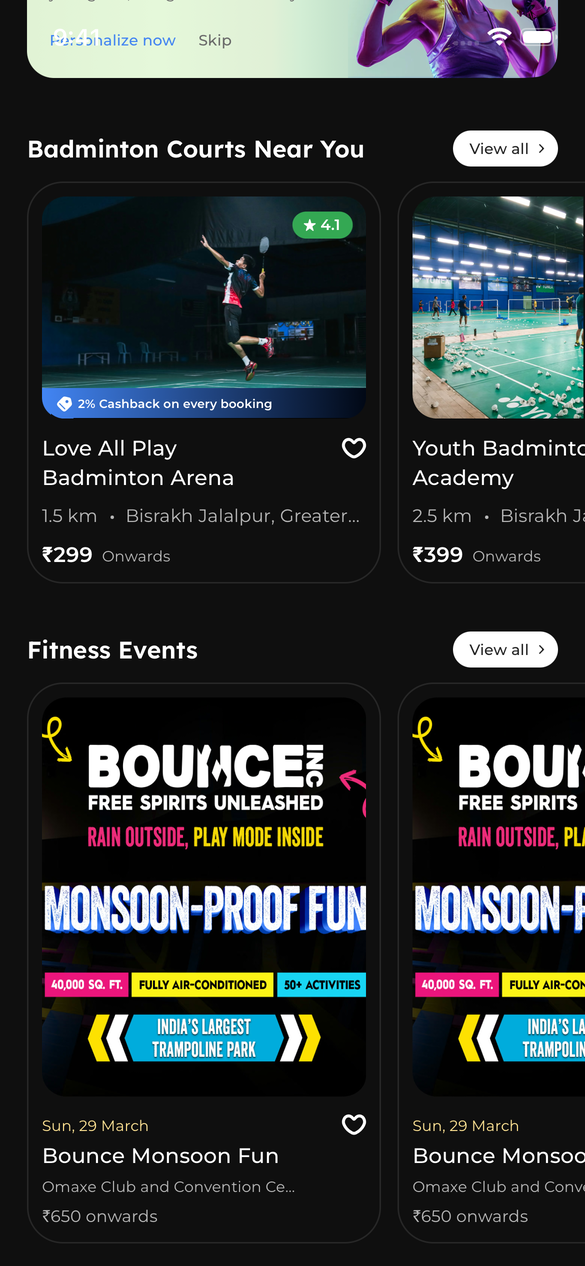 9:41
Personalize now Skip
Badminton Courts Near You
View all
4.1
2% Cashback on every booking
Love All Play
Badminton Arena
1.5 km • Bisrakh Jalalpur, Greater...
₹299 Onwards
Youth Badminto
Academy
2.5 km • Bisrakh Ja
₹399 Onwards
Fitness Events
View all
BOUNCE INC
FREE SPIRITS UNLEASHED
RAIN OUTSIDE, PLAY MODE INSIDE
MONSOON-PROOF FUN
40,000 SQ. FT. FULLY AIR-CONDITIONED 50+ ACTIVITIES
INDIA'S LARGEST
TRAMPOLINE PARK
Sun, 29 March
Bounce Monsoon Fun
Omaxe Club and Convention Ce...
₹650 onwards
BOUN
FREE SPIRITS
RAIN OUTSIDE, PLA
MONSOON-P
40,000 SQ. FT. FULLY AIR-CON
INDIA'S LA
TRAMPOLIN
Sun, 29 March
Bounce Monsoo
Omaxe Club and Conve
₹650 onwards